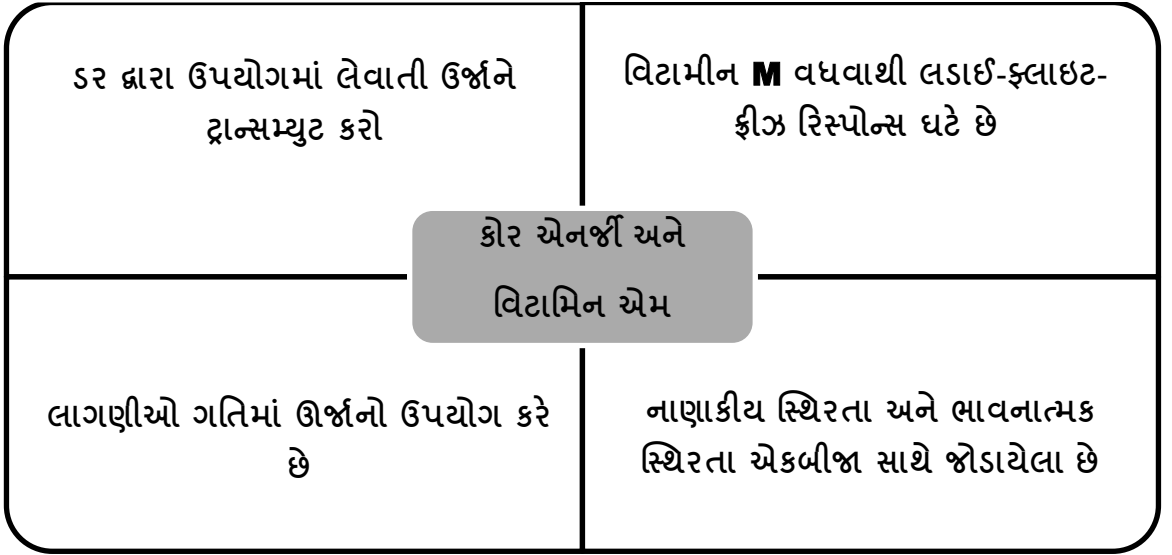 ડર દ્વારા ઉપયોગમાં લેવાતી ઉર્જાને
ટ્રાન્સમ્યુટ કરો
વિટામીન M વધવાથી લડાઈ-ફ્લાઇટ-
ફ્રીઝ રિસ્પોન્સ ઘટે છે
કોર એનર્જી અને
વિટામિન એમ
લાગણીઓ ગતિમાં ઊર્જાનો ઉપયોગ કરે
છે
નાણાકીય સ્થિરતા અને ભાવનાત્મક
સ્થિરતા એકબીજા સાથે જોડાયેલા છે